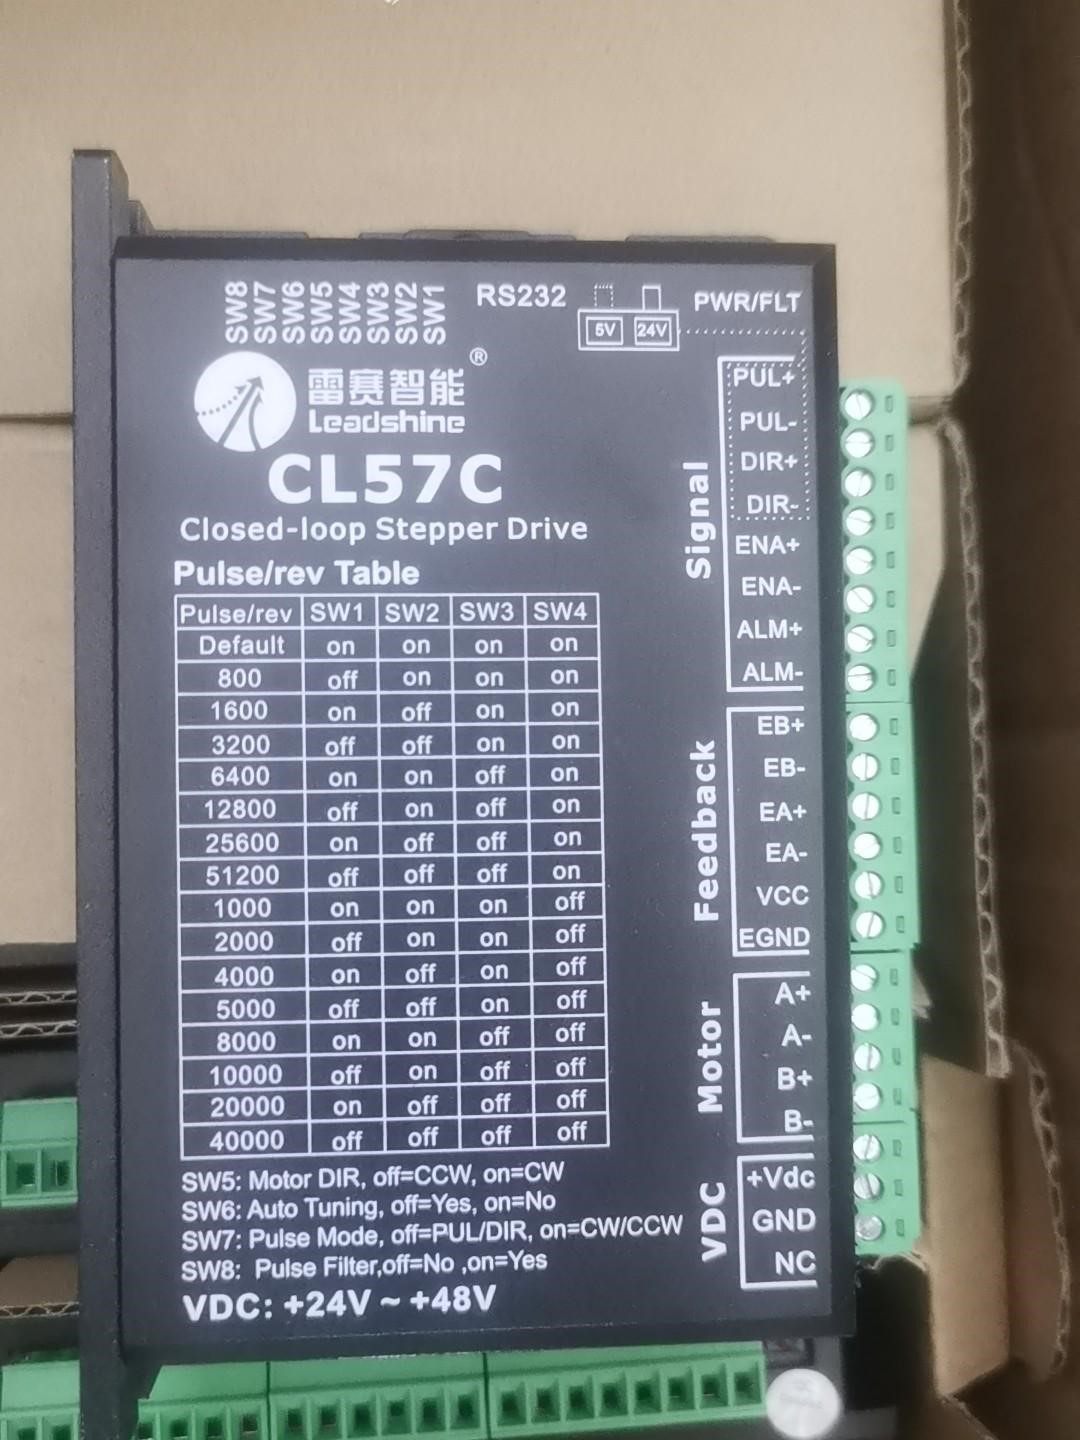 SW8 SW7 SW6 SW5 SW4 SW3 SW2 SW1
RS232
5V 24V
PWR/FLT
雷赛智能®
Leadshine
CL57C
Closed-loop Stepper Drive
Pulse/rev Table
Pulse/rev SW1 SW2 SW3 SW4
Default on on on on
800 off on on on
1600 on off on on
3200 off off on on
6400 on on off on
12800 off on off on
25600 on off off on
51200 off off off on
1000 on on on off
2000 off on on off
4000 on off on off
5000 off off on off
8000 on on off off
10000 off on off off
20000 on off off off
40000 off off off off
SW5: Motor DIR, off=CCW, on=CW
SW6: Auto Tuning, off=Yes, on=No
SW7: Pulse Mode, off=PUL/DIR, on=CW/CCW
SW8: Pulse Filter,off=No ,on=Yes
VDC: +24V ~ +48V
Signal
PUL+
PUL-
DIR+
DIR-
ENA+
ENA-
ALM+
ALM-
Feedback
EB+
EB-
EA+
EA-
VCC
EGND
Motor
A+
A-
B+
B-
VDC
+Vdc
GND
NC